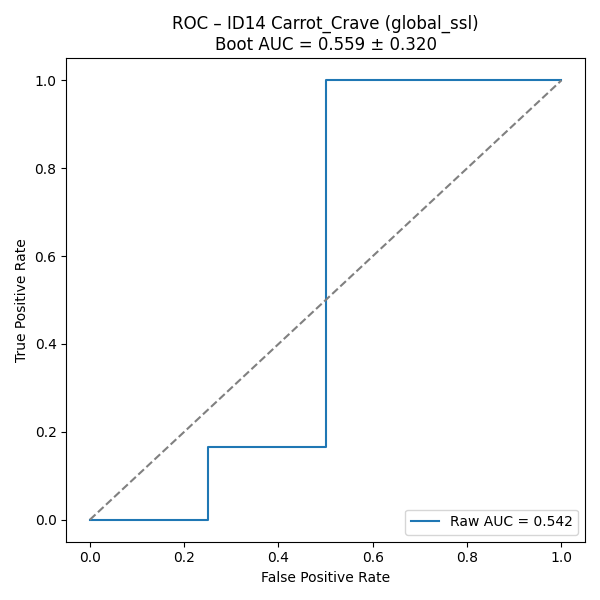 ROC – ID14 Carrot_Crave (global_ssl)
Boot AUC = 0.559 ± 0.320
True Positive Rate
1.0
0.8
0.6
0.4
0.2
0.0
Raw AUC = 0.542
0.0 0.2 0.4 0.6 0.8 1.0
False Positive Rate